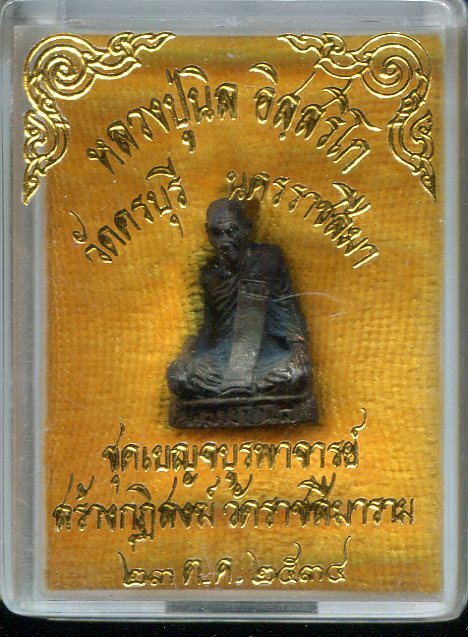 หลวงปู่นิล อิสฺสริโก
วัดครบุรี นครราชสีมา
ชุดเบญจบูรพาจารย์
สร้างกุฏิสงฆ์ วัดราชสีมาราม
๒๓ ต.ค. ๒๕๓๔